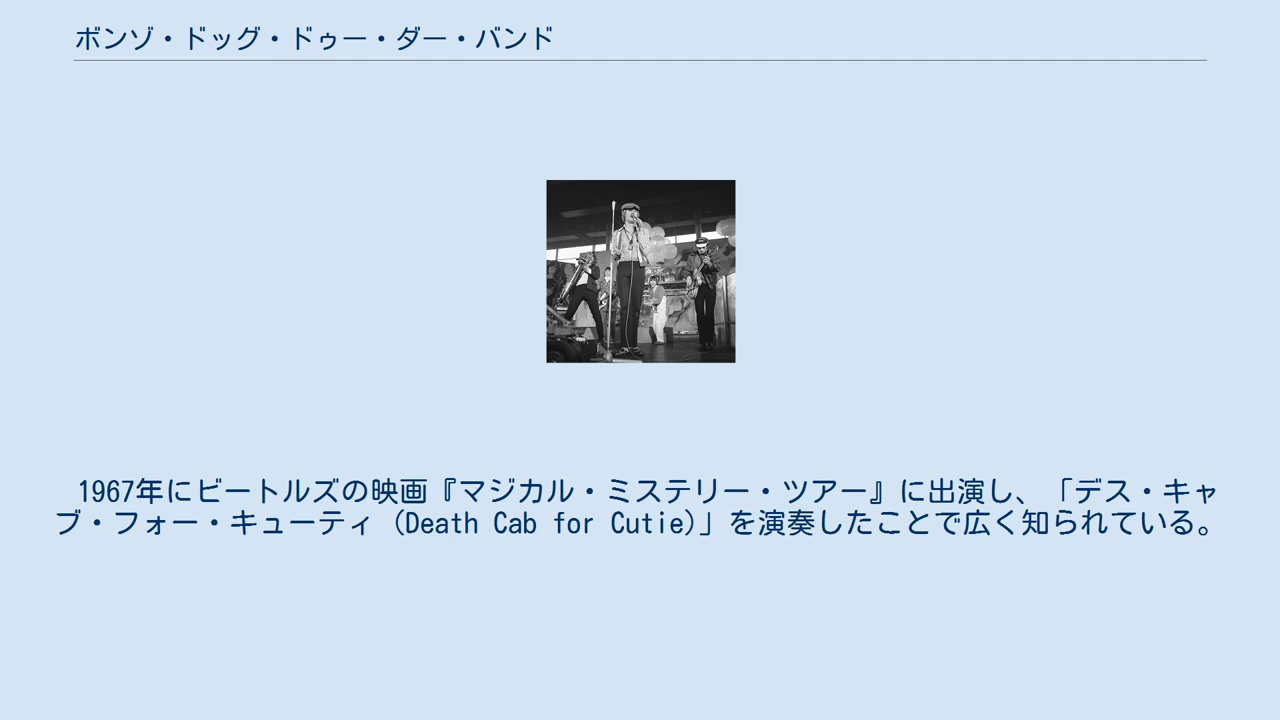 ボンゾ・ドッグ・ドゥー・ダー・バンド
1967年にビートルズの映画『マジカル・ミステリー・ツアー』に出演し、「デス・キャ
ブ・フォー・キューティ (Death Cab for Cutie)」を演奏したことで広く知られている。